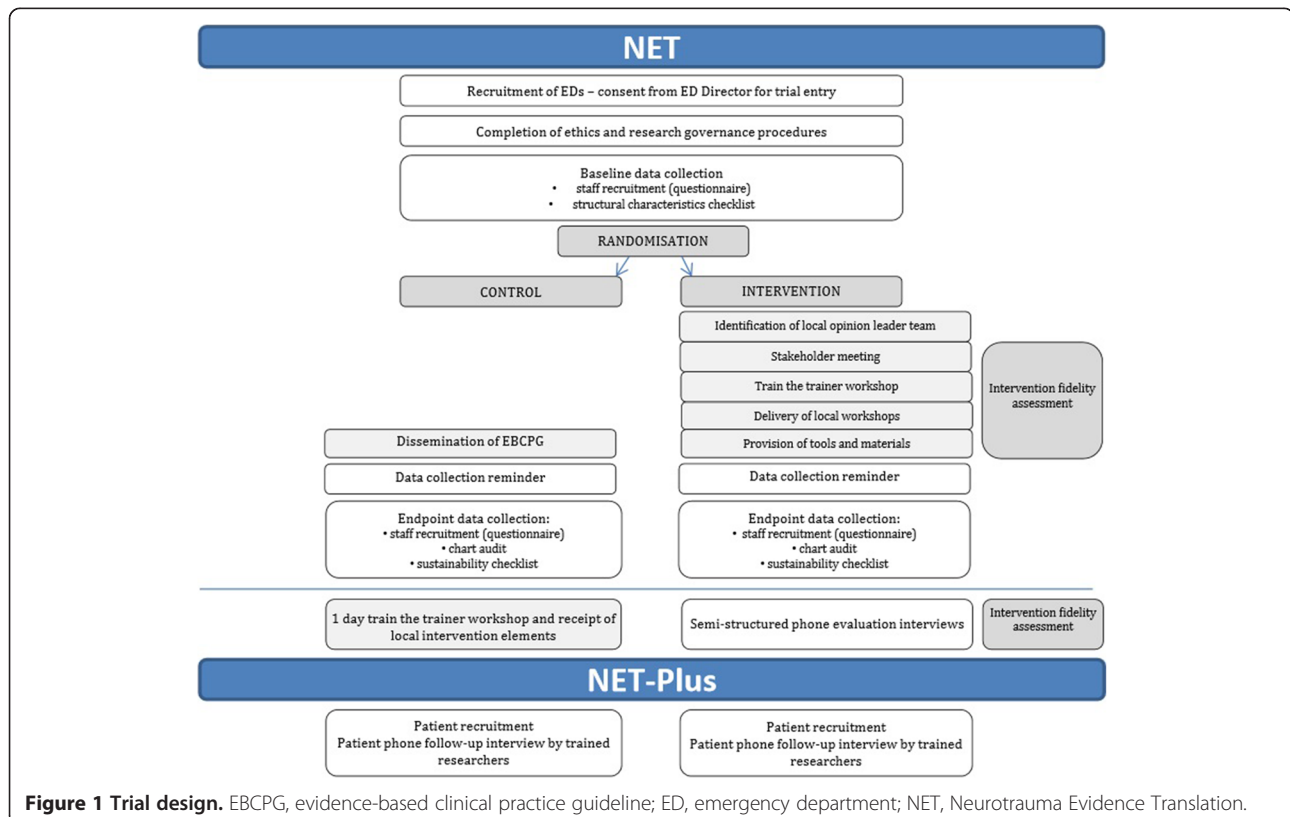 NET
Recruitment of EDs – consent from ED Director for trial entry
Completion of ethics and research governance procedures
Baseline data collection
• staff recruitment (questionnaire)
• structural characteristics checklist
RANDOMISATION
CONTROL
INTERVENTION
Identification of local opinion leader team
Stakeholder meeting
Train the trainer workshop
Delivery of local workshops
Provision of tools and materials
Intervention fidelity
assessment
Dissemination of EBCPG
Data collection reminder
Data collection reminder
Endpoint data collection:
• staff recruitment (questionnaire)
• chart audit
• sustainability checklist
Endpoint data collection:
• staff recruitment (questionnaire)
• chart audit
• sustainability checklist
1 day train the trainer workshop and receipt of
local intervention elements
Semi-structured phone evaluation interviews
Intervention fidelity
assessment
NET-Plus
Patient recruitment
Patient phone follow-up interview by trained
researchers
Patient recruitment
Patient phone follow-up interview by trained
researchers
Figure 1 Trial design. EBCPG, evidence-based clinical practice guideline; ED, emergency department; NET, Neurotrauma Evidence Translation.